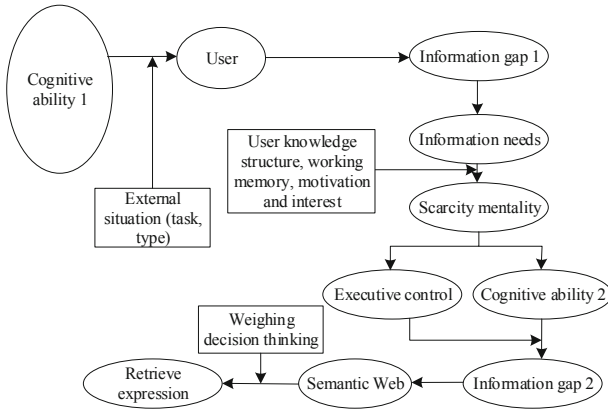 Cognitive
ability 1
User
Information gap 1
Information needs
User knowledge
structure, working
memory, motivation
and interest
External
situation (task,
type)
Scarcity mentality
Executive control
Cognitive ability 2
Weighing
decision thinking
Retrieve
expression
Semantic Web
Information gap 2